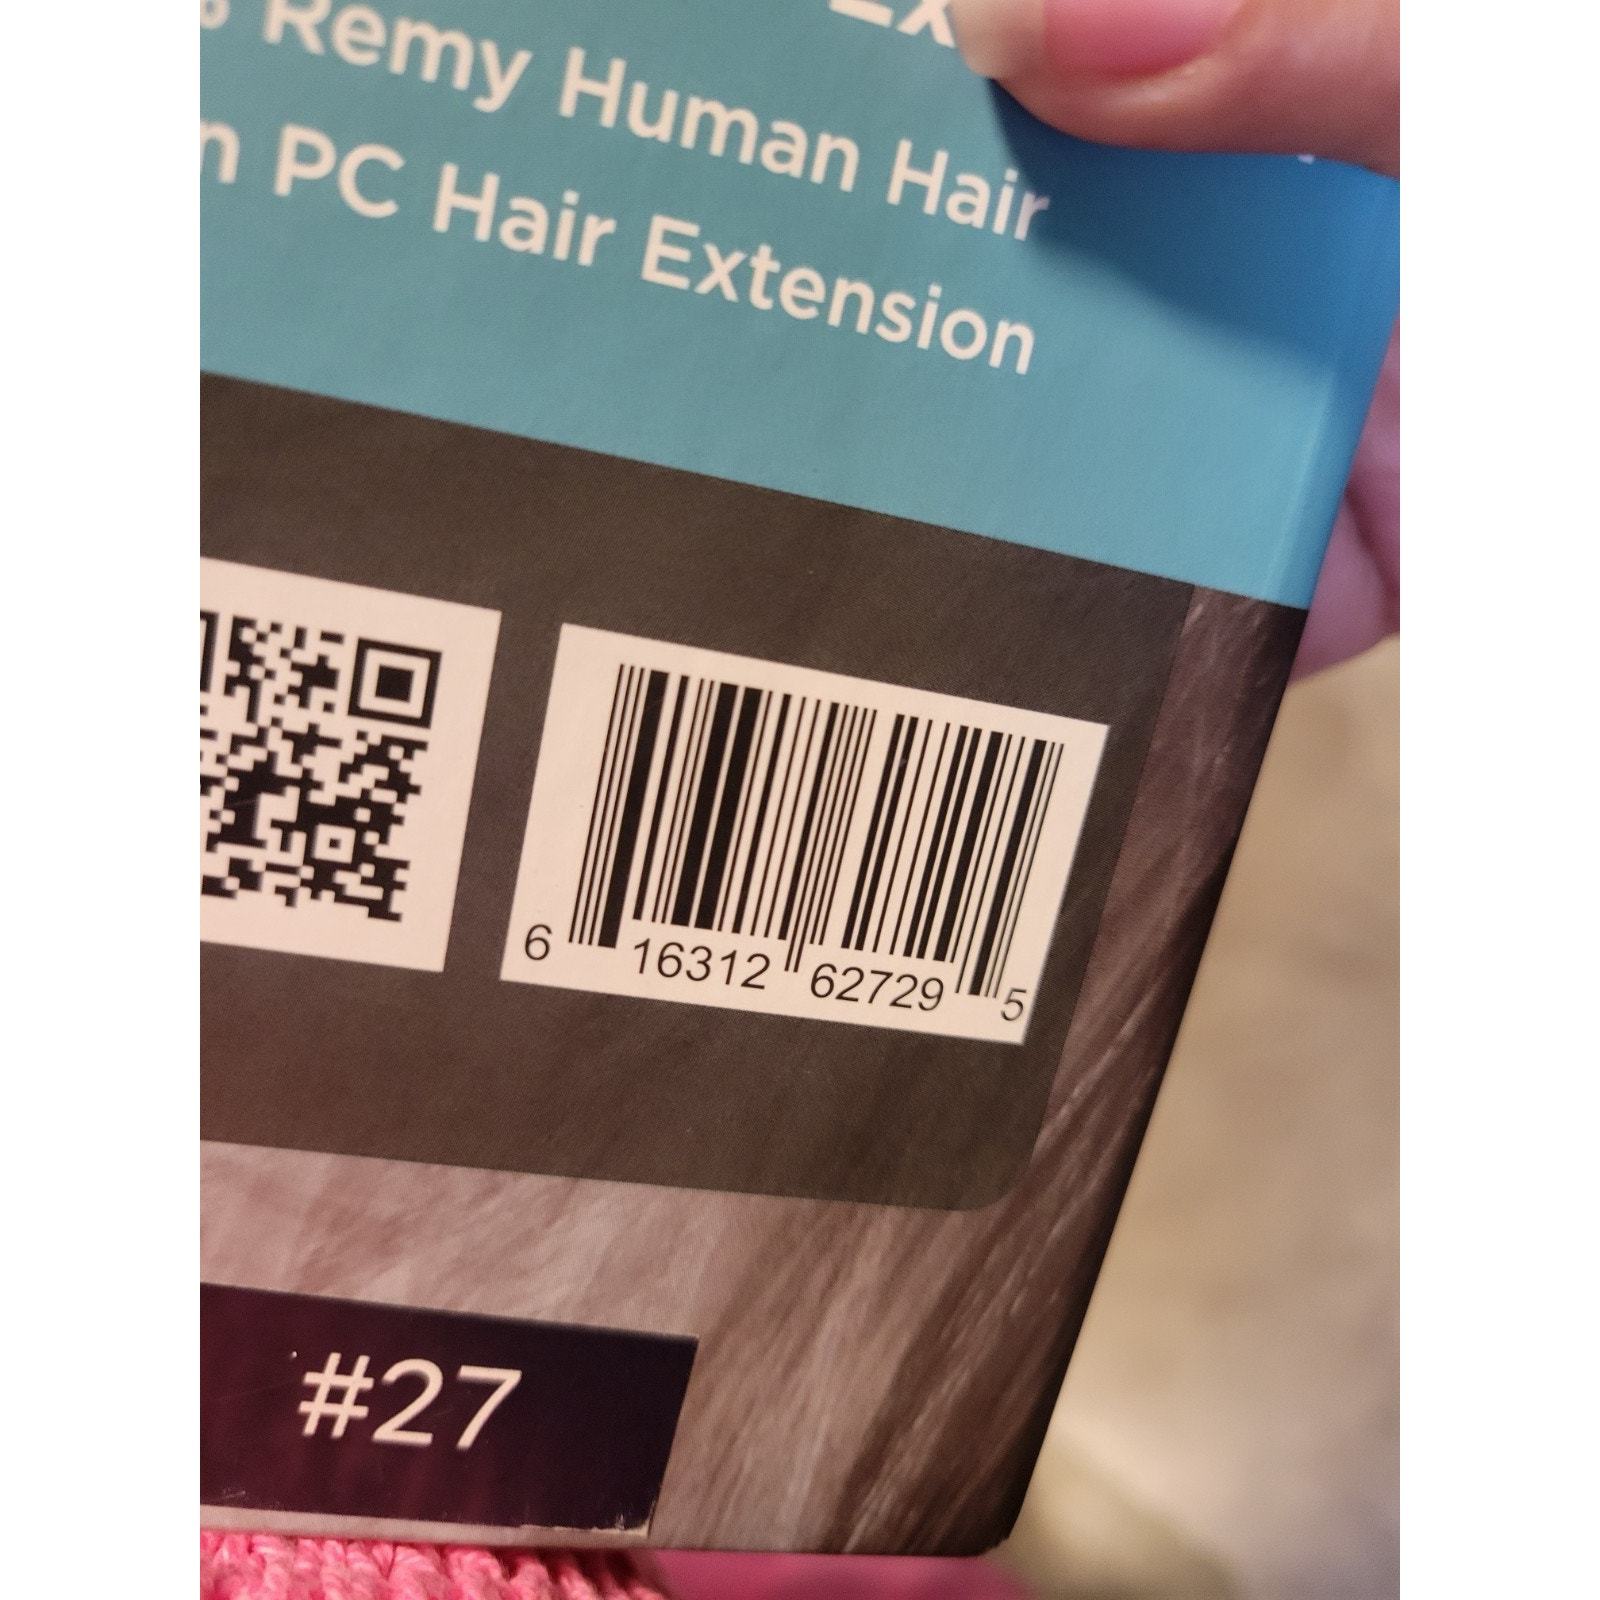 % Remy Human Hair
n PC Hair Extension
6 16312 62729 5
#27